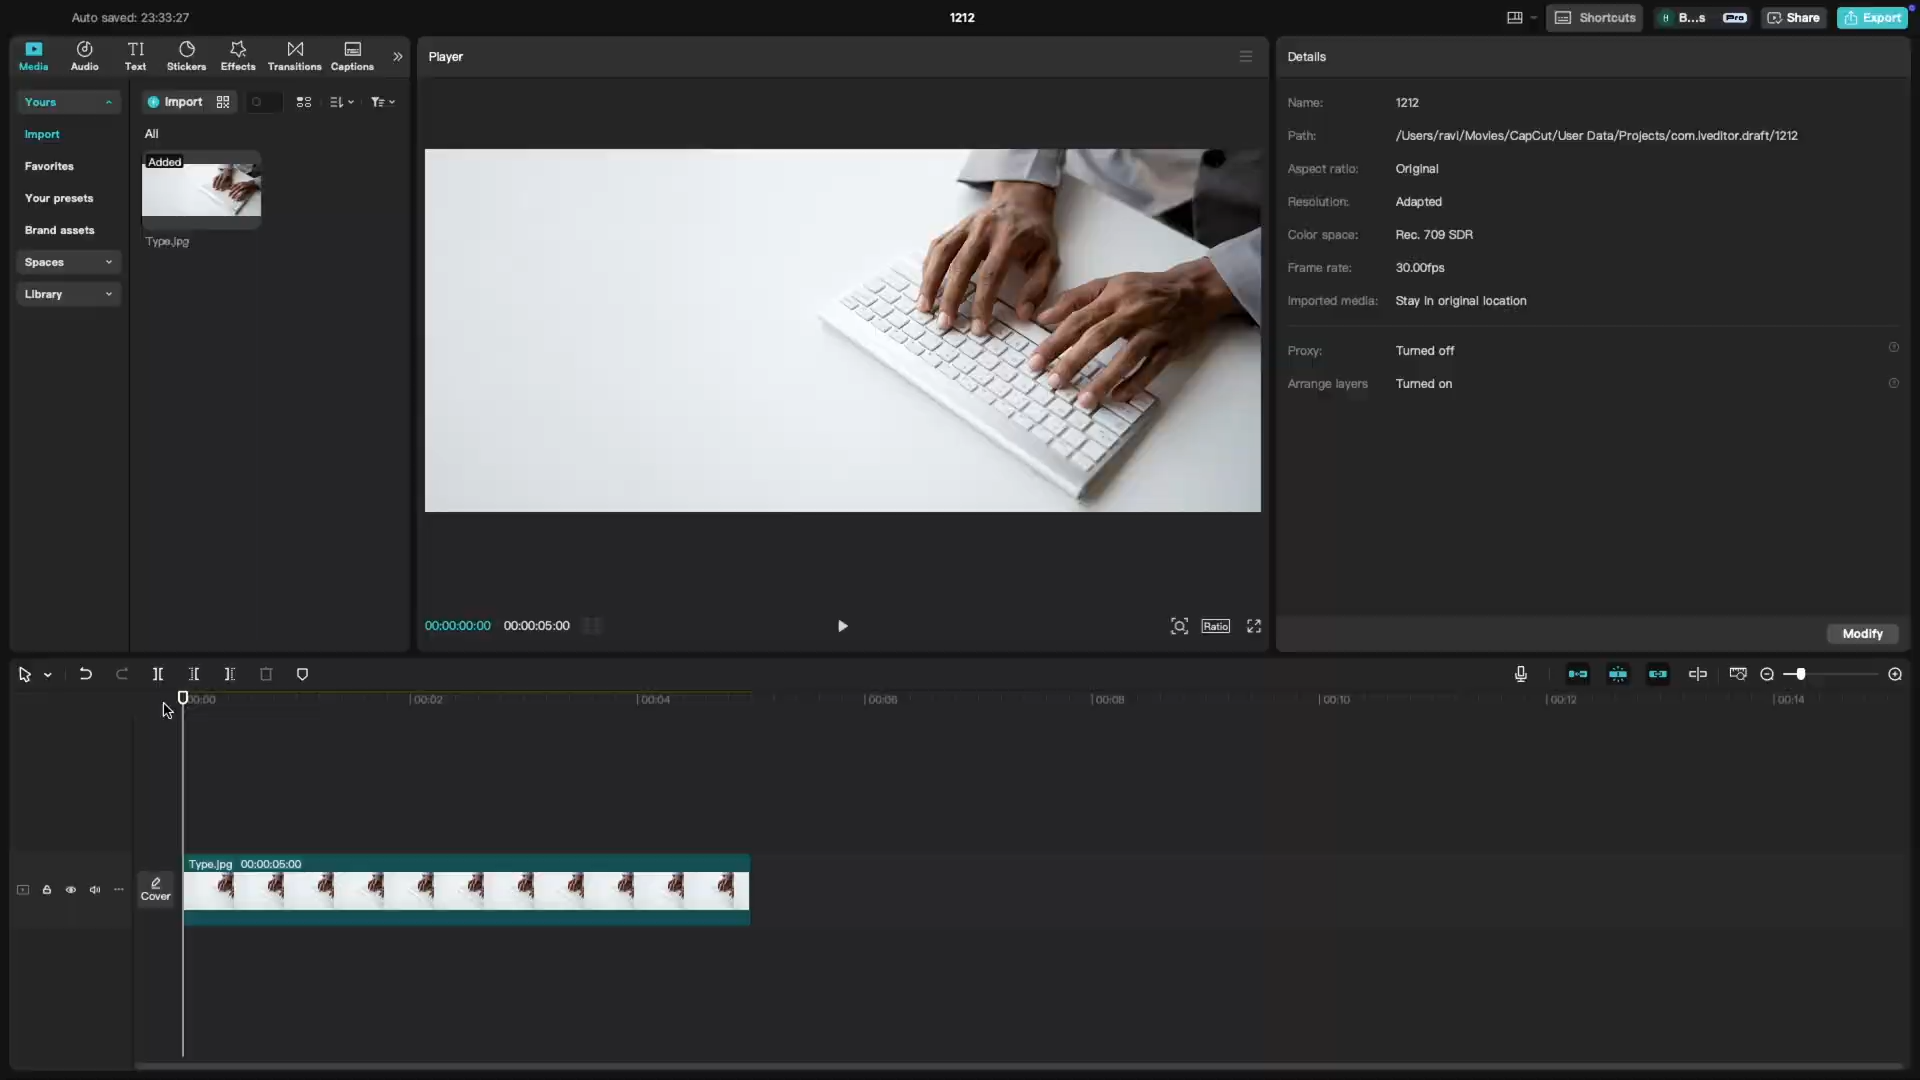 Auto saved: 23:33:27
1212
Shortcuts
B...s
Pro
Share
Export
Media
Audio
TI
Text
Stickers
Effects
Transitions
Captions
Yours
Import
Favorites
Your presets
Brand assets
Spaces
Library
Import
All
Added
Type.jpg
Player
00:00:00:00
00:00:05:00
Ratio
Details
Name: 1212
Path: /Users/ravi/Movies/CapCut/User Data/Projects/com.lveditor.draft/1212
Aspect ratio: Original
Resolution: Adapted
Color space: Rec. 709 SDR
Frame rate: 30.00fps
Imported media: Stay in original location
Proxy: Turned off
Arrange layers Turned on
Modify
00:00
00:02
00:04
00:06
00:08
00:10
00:12
00:14
Type.jpg 00:00:05:00
Cover